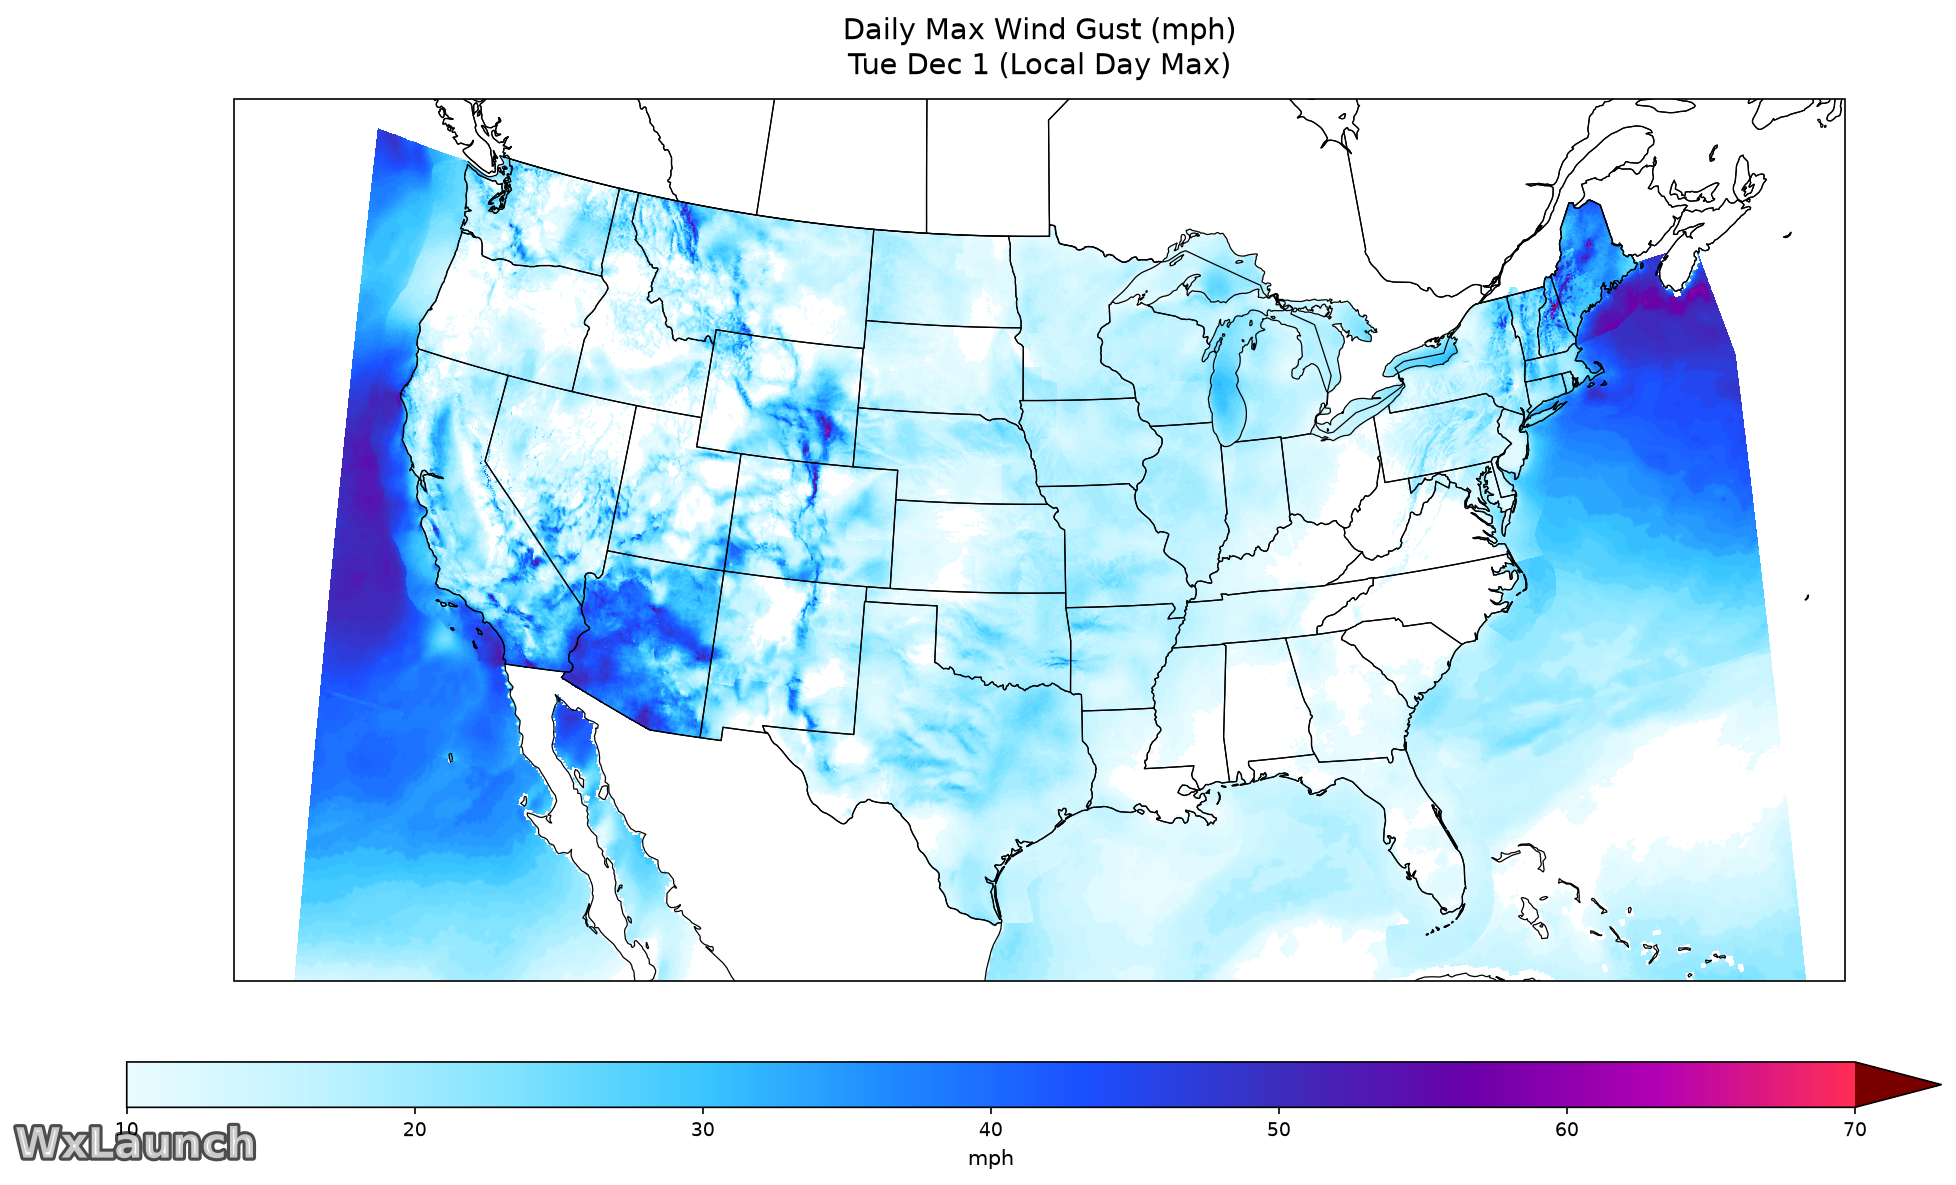 Daily Max Wind Gust (mph)
Tue Dec 1 (Local Day Max)
10 20 30 40 50 60 70
mph
WxLaunch